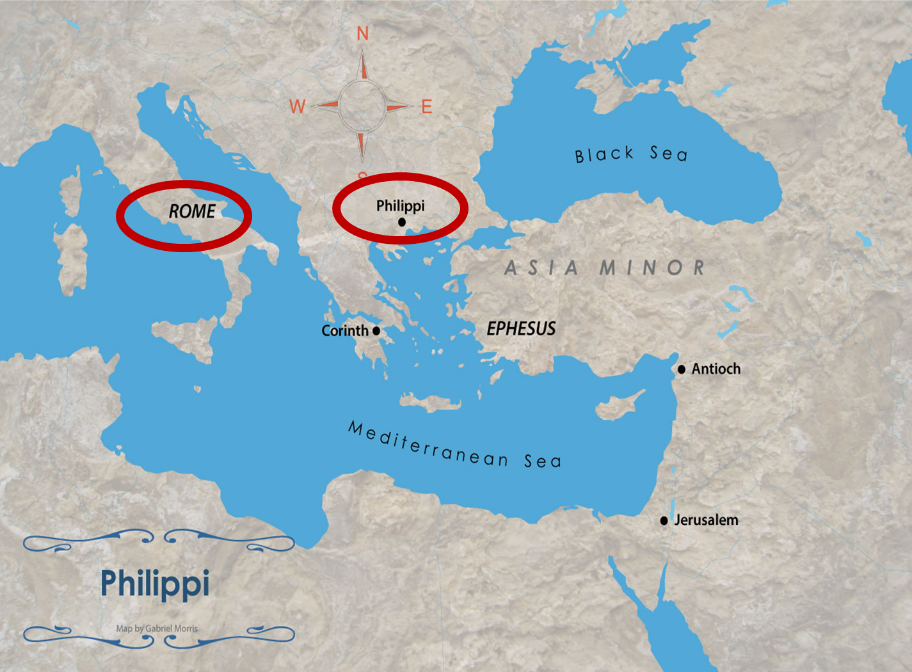 N
W E
S
Black Sea
Philippi
ROME
ASIA MINOR
Corinth
EPHESUS
Antioch
Mediterranean Sea
Jerusalem
Philippi
Map by Gabriel Morris